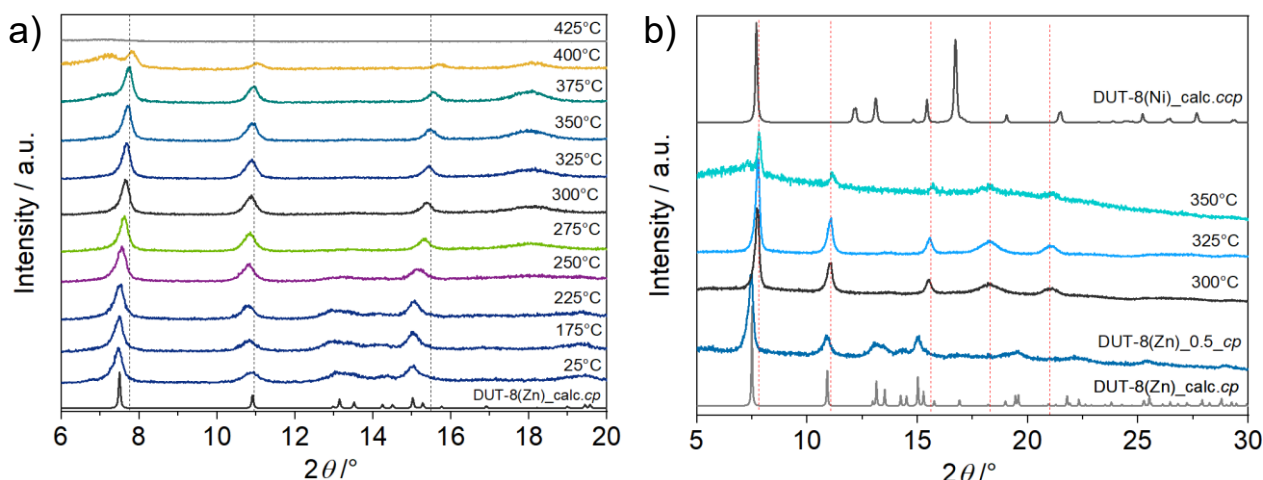 a)
425°C
400°C
375°C
350°C
325°C
300°C
275°C
250°C
225°C
175°C
25°C
DUT-8(Zn)_calc.cp
Intensity / a.u.
6 8 10 12 14 16 18 20
2θ/°
b)
DUT-8(Ni)_calc.ccp
350°C
325°C
300°C
DUT-8(Zn)_0.5_cp
DUT-8(Zn)_calc.cp
Intensity / a.u.
5 10 15 20 25 30
2θ/°